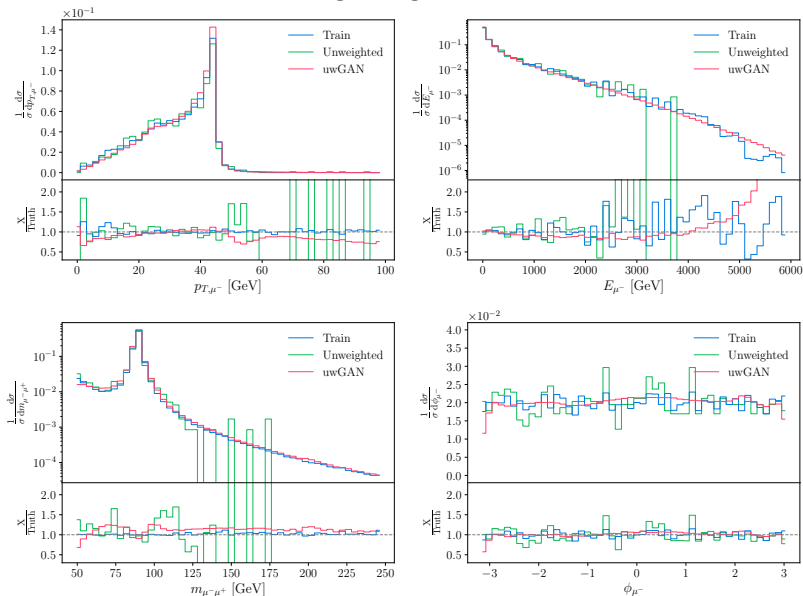 ×10⁻¹
1.4
1.2
1.0
0.8
0.6
0.4
0.2
0.0
1/σ dσ/dp_{T,μ⁻}
Train
Unweighted
uwGAN
2.0
1.5
1.0
0.5
X/Truth
0 20 40 60 80 100
p_{T,μ⁻} [GeV]
10⁻¹
10⁻²
10⁻³
10⁻⁴
10⁻⁵
10⁻⁶
1/σ dσ/dE_{μ⁻}
Train
Unweighted
uwGAN
2.0
1.5
1.0
0.5
X/Truth
0 1000 2000 3000 4000 5000 6000
E_{μ⁻} [GeV]
10⁻¹
10⁻²
10⁻³
10⁻⁴
1/σ dσ/dm_{μ⁻μ⁺}
Train
Unweighted
uwGAN
2.0
1.5
1.0
0.5
X/Truth
50 75 100 125 150 175 200 225 250
m_{μ⁻μ⁺} [GeV]
×10⁻²
4.0
3.5
3.0
2.5
2.0
1.5
1.0
0.5
0.0
1/σ dσ/dϕ_{μ⁻}
Train
Unweighted
uwGAN
2.0
1.5
1.0
0.5
X/Truth
−3 −2 −1 0 1 2 3
ϕ_{μ⁻}